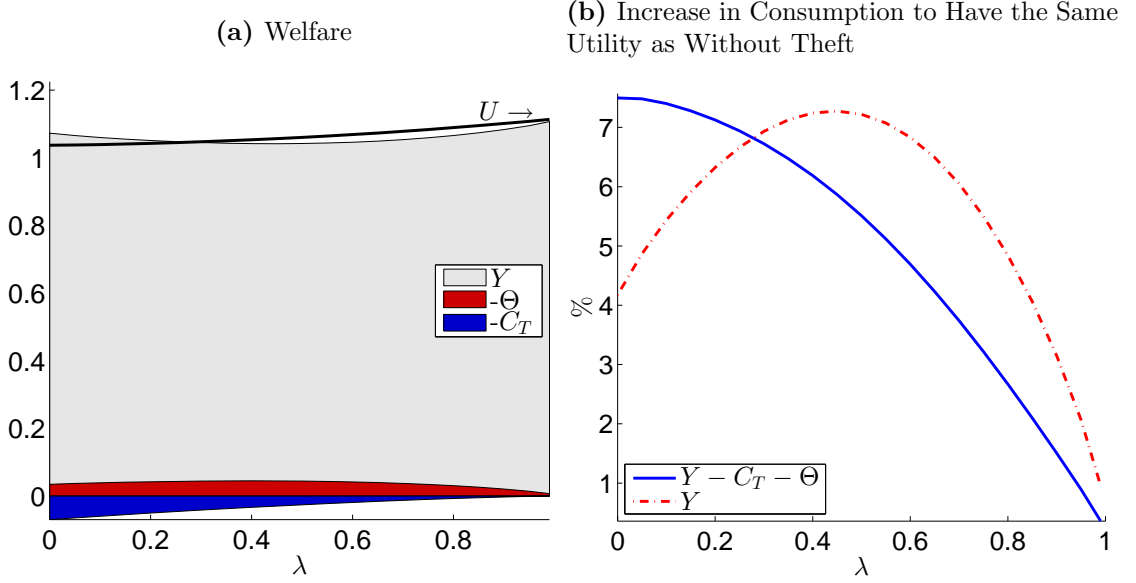 (a) Welfare
(b) Increase in Consumption to Have the Same
Utility as Without Theft
1.2
1
0.8
0.6
0.4
0.2
0
U →
Y
-Θ
-C_T
0
0.2
0.4
0.6
0.8
λ
7
6
5
4
3
2
1
%
Y − C_T − Θ
Y
0
0.2
0.4
0.6
0.8
1
λ